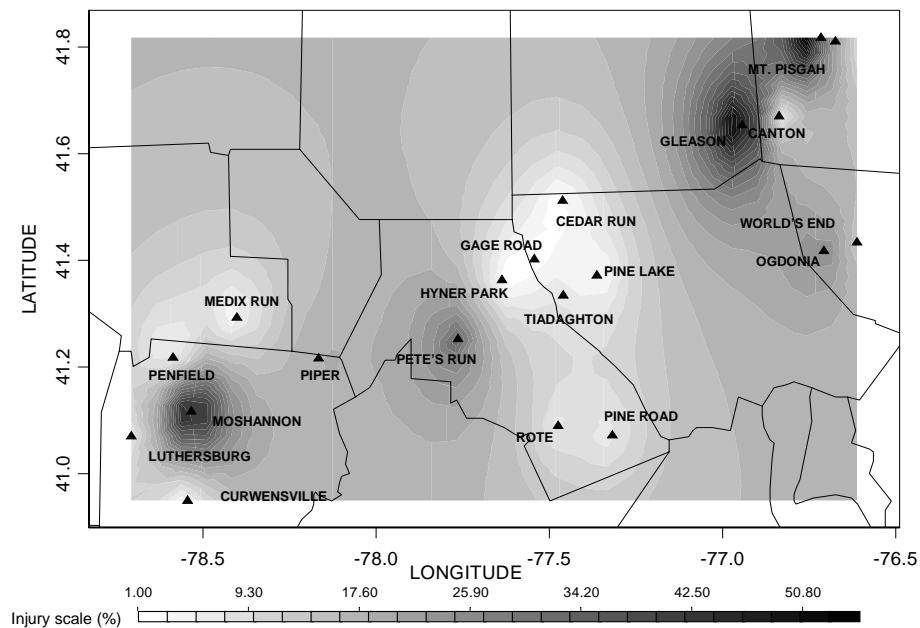 41.8
MT. PISGAH
GLEASON
CANTON
41.6
CEDAR RUN
WORLD'S END
GAGE ROAD
OGDONIA
41.4
PINE LAKE
HYNER PARK
MEDIX RUN
TIADAGHTON
LATITUDE
PETE'S RUN
PENFIELD
PIPER
41.2
MOSHANNON
PINE ROAD
ROTE
LUTHERSBURG
41.0
CURWENSVILLE
-78.5 -78.0 -77.5 -77.0 -76.5
LONGITUDE
1.00 9.30 17.60 25.90 34.20 42.50 50.80
Injury scale (%)